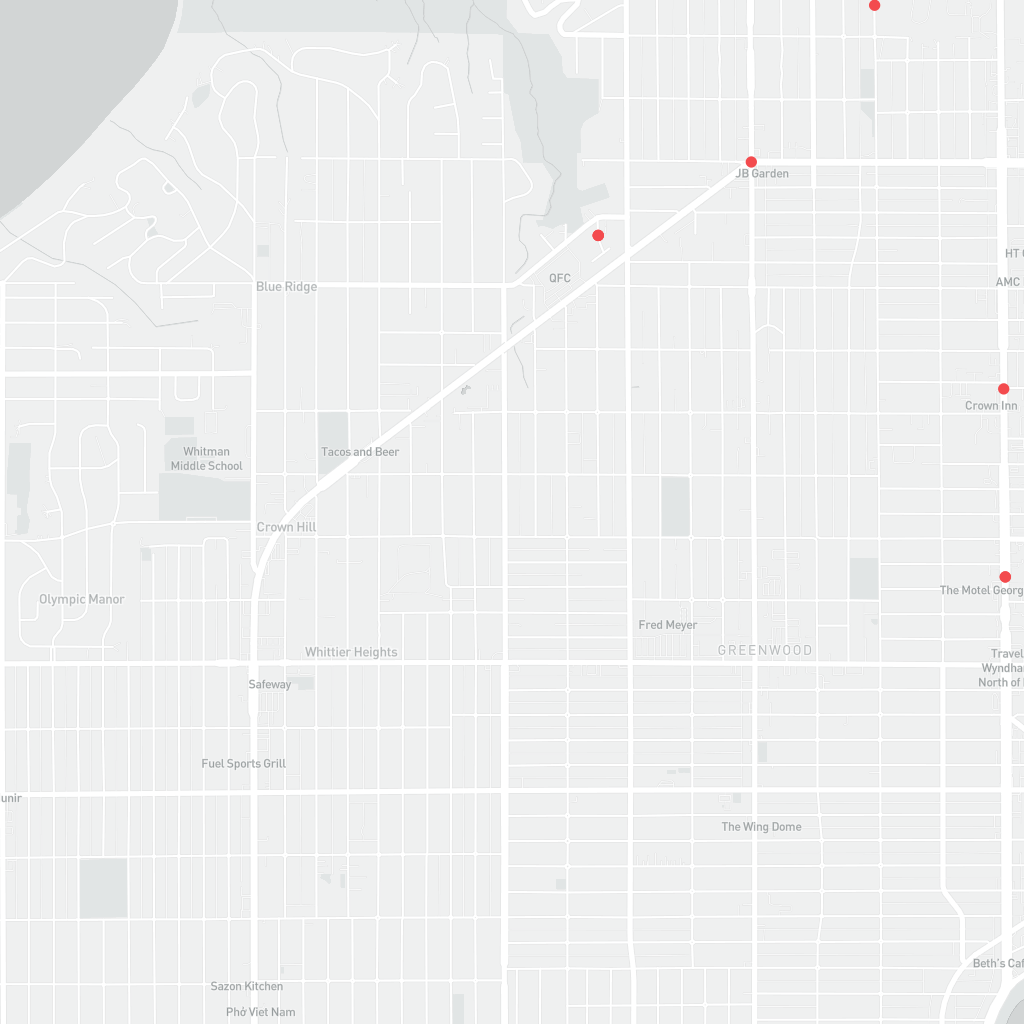 JB Garden
HT
QFC
AMC
Blue Ridge
Crown Inn
Whitman
Middle School
Tacos and Beer
Crown Hill
The Motel Georg
Olympic Manor
Fred Meyer
Whittier Heights
GREENWOOD
Travel
Wyndha
North of
Safeway
Fuel Sports Grill
unir
The Wing Dome
Beth's Caf
Sazon Kitchen
Phở Viet Nam